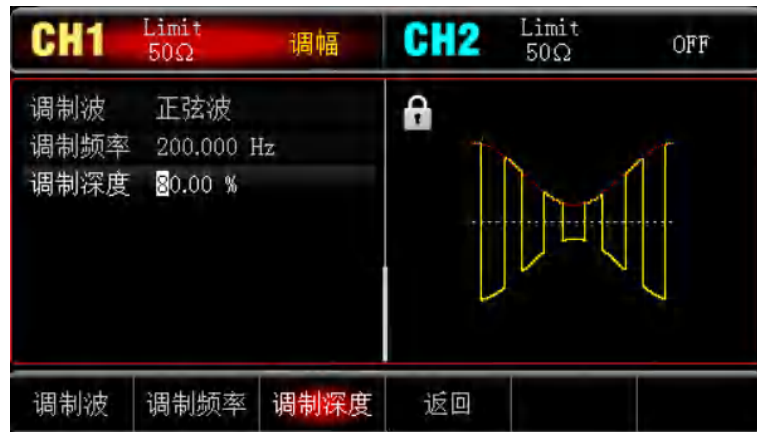 CH1 Limit 50Ω 调幅
CH2 Limit 50Ω OFF
调制波 正弦波
调制频率 200.000 Hz
调制深度 80.00 %
调制波 调制频率 调制深度 返回